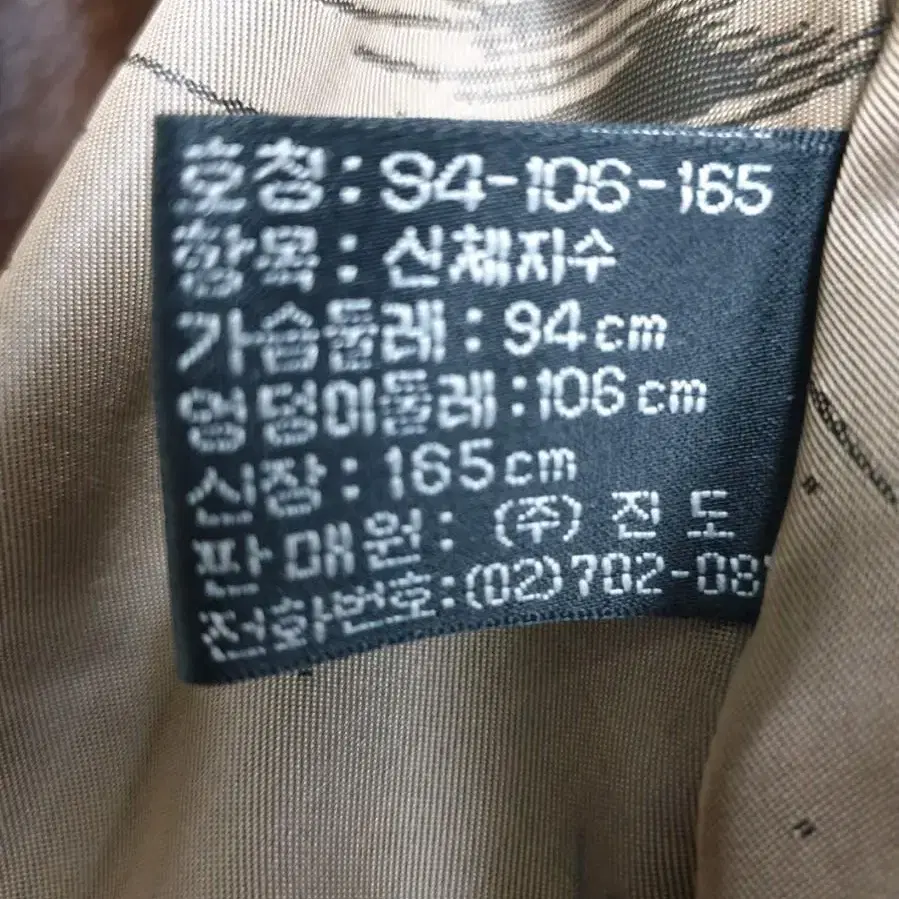 호칭:94-106-165
항목:신체지수
가슴둘레:94cm
엉덩이둘레:106cm
신장:165cm
판매원:(주)진도
전화번호:(02)702-08